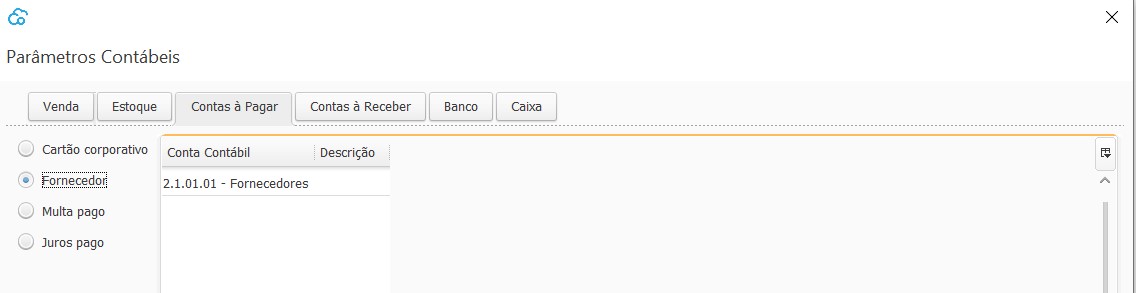 Parâmetros Contábeis
Venda Estoque Contas à Pagar Contas à Receber Banco Caixa
Cartão corporativo
Fornecedor
Multa pago
Juros pago
Conta Contábil Descrição
2.1.01.01 - Fornecedores